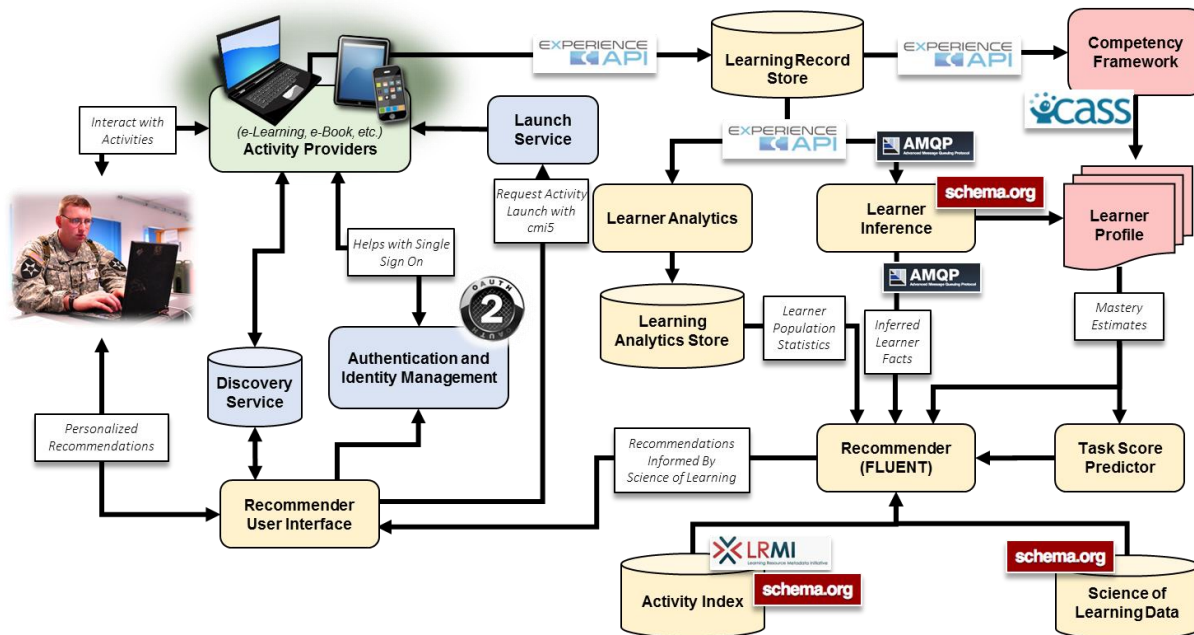 EXPERIENCE
API
Learning Record
Store
EXPERIENCE
API
Competency
Framework
Interact with
Activities
(e-Learning, e-Book, etc.)
Activity Providers
Launch
Service
EXPERIENCE
API
AMQP
Advanced Message Queuing Protocol
cass
Request Activity
Launch with
cmi5
Learner Analytics
Learner
Inference
schema.org
Learner
Profile
Helps with Single
Sign On
OAUTH
2
OAUTH
AMQP
Advanced Message Queuing Protocol
Learning
Analytics Store
Learner
Population
Statistics
Inferred
Learner
Facts
Mastery
Estimates
Discovery
Service
Authentication and
Identity Management
Personalized
Recommendations
Recommendations
Informed By
Science of Learning
Recommender
(FLUENT)
Task Score
Predictor
Recommender
User Interface
LRMI
Learning Resource Metadata Initiative
schema.org
Activity Index
schema.org
Science of
Learning Data